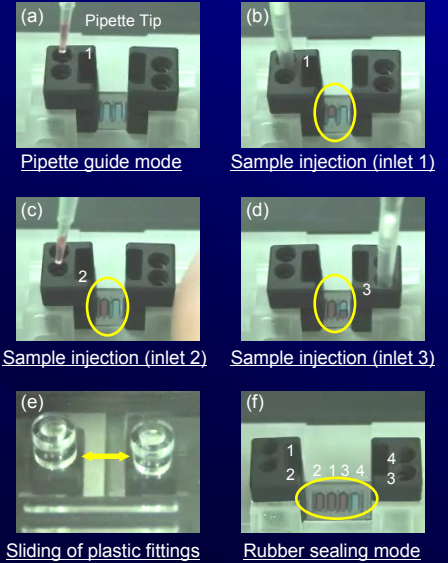 (a)
Pipette Tip
1
Pipette guide mode
(b)
1
Sample injection (inlet 1)
(c)
2
Sample injection (inlet 2)
(d)
3
Sample injection (inlet 3)
(e)
Sliding of plastic fittings
(f)
1
2
2 1 3 4
4
3
Rubber sealing mode